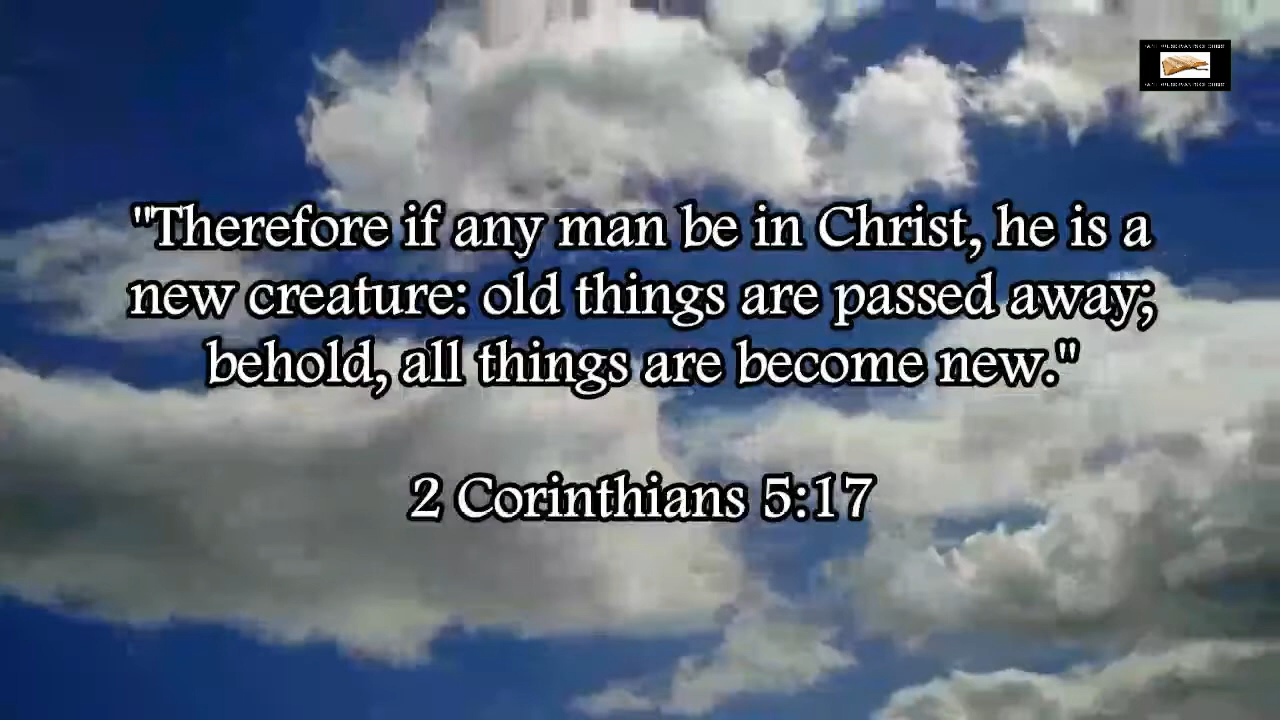 "Therefore if any man be in Christ, he is a
new creature: old things are passed away;
behold, all things are become new."
2 Corinthians 5:17